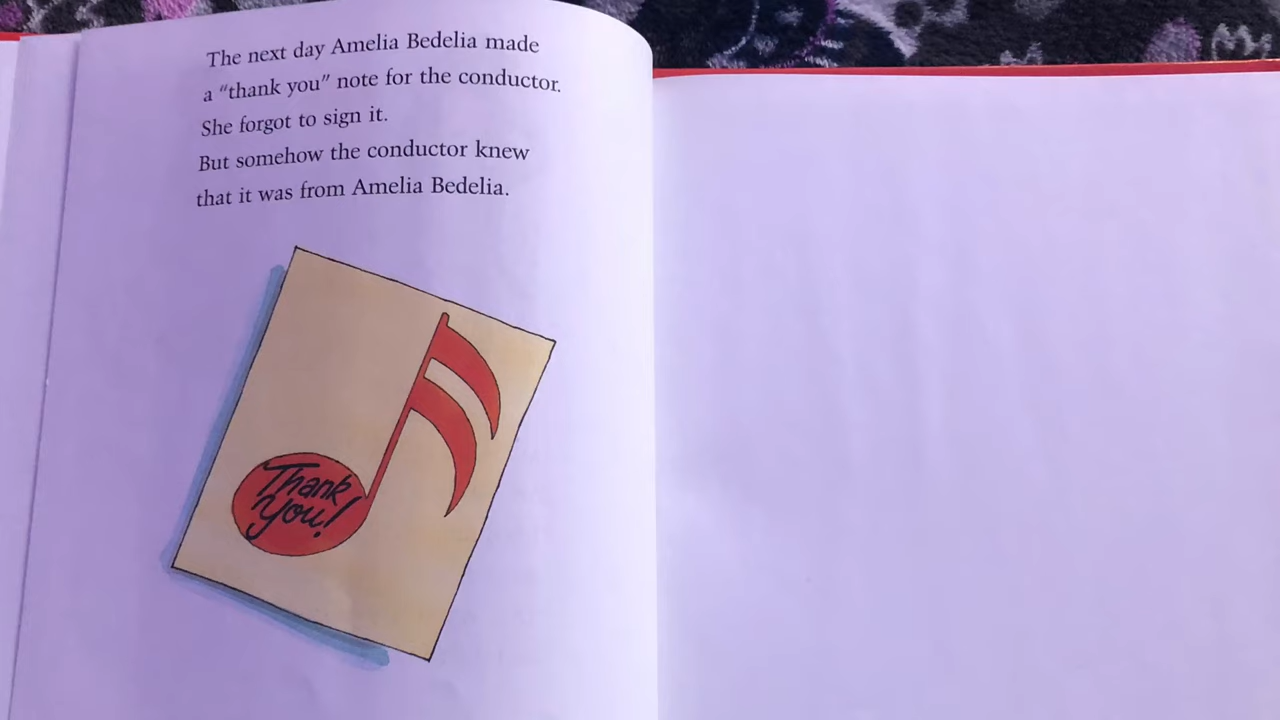 The next day Amelia Bedelia made
a “thank you” note for the conductor.
She forgot to sign it.
But somehow the conductor knew
that it was from Amelia Bedelia.
Thank
you!